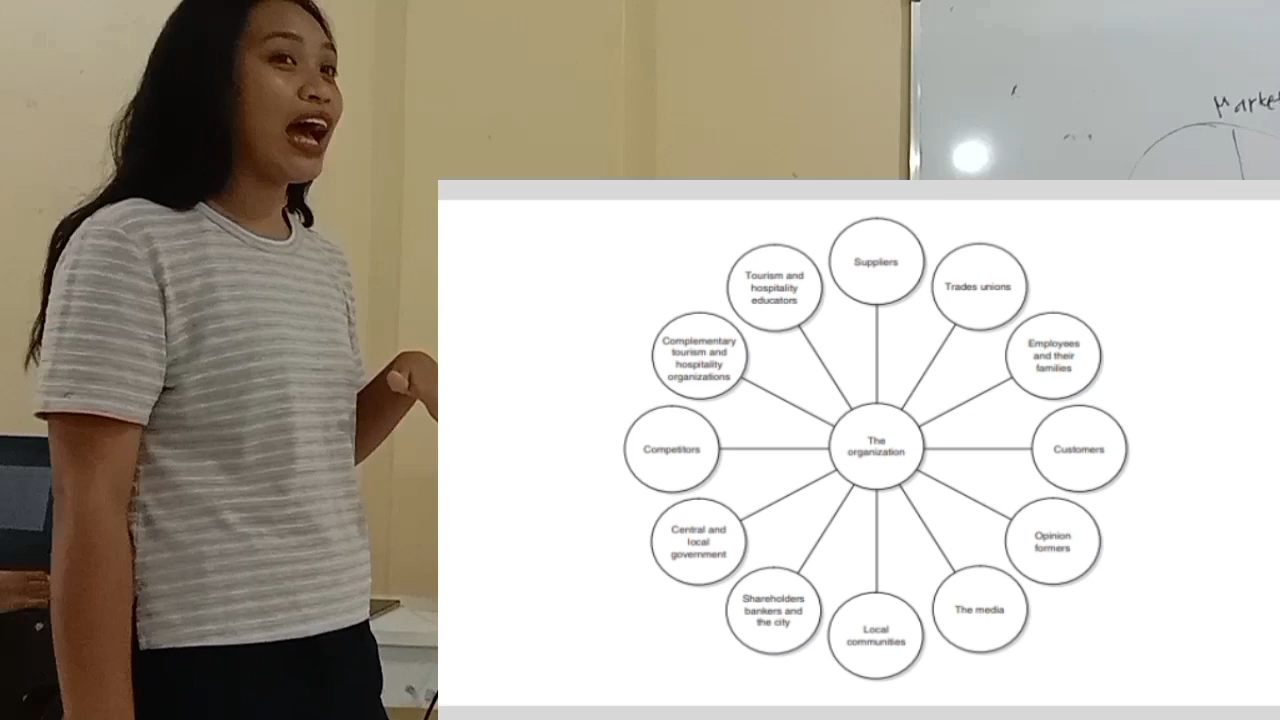 Suppliers
Tourism and
hospitality
educators
Trades unions
Complementary
tourism and
hospitality
organizations
Employees
and their
families
Competitors
The
organization
Customers
Central and
local
government
Opinion
formers
Shareholders
bankers and
the city
Local
communities
The media